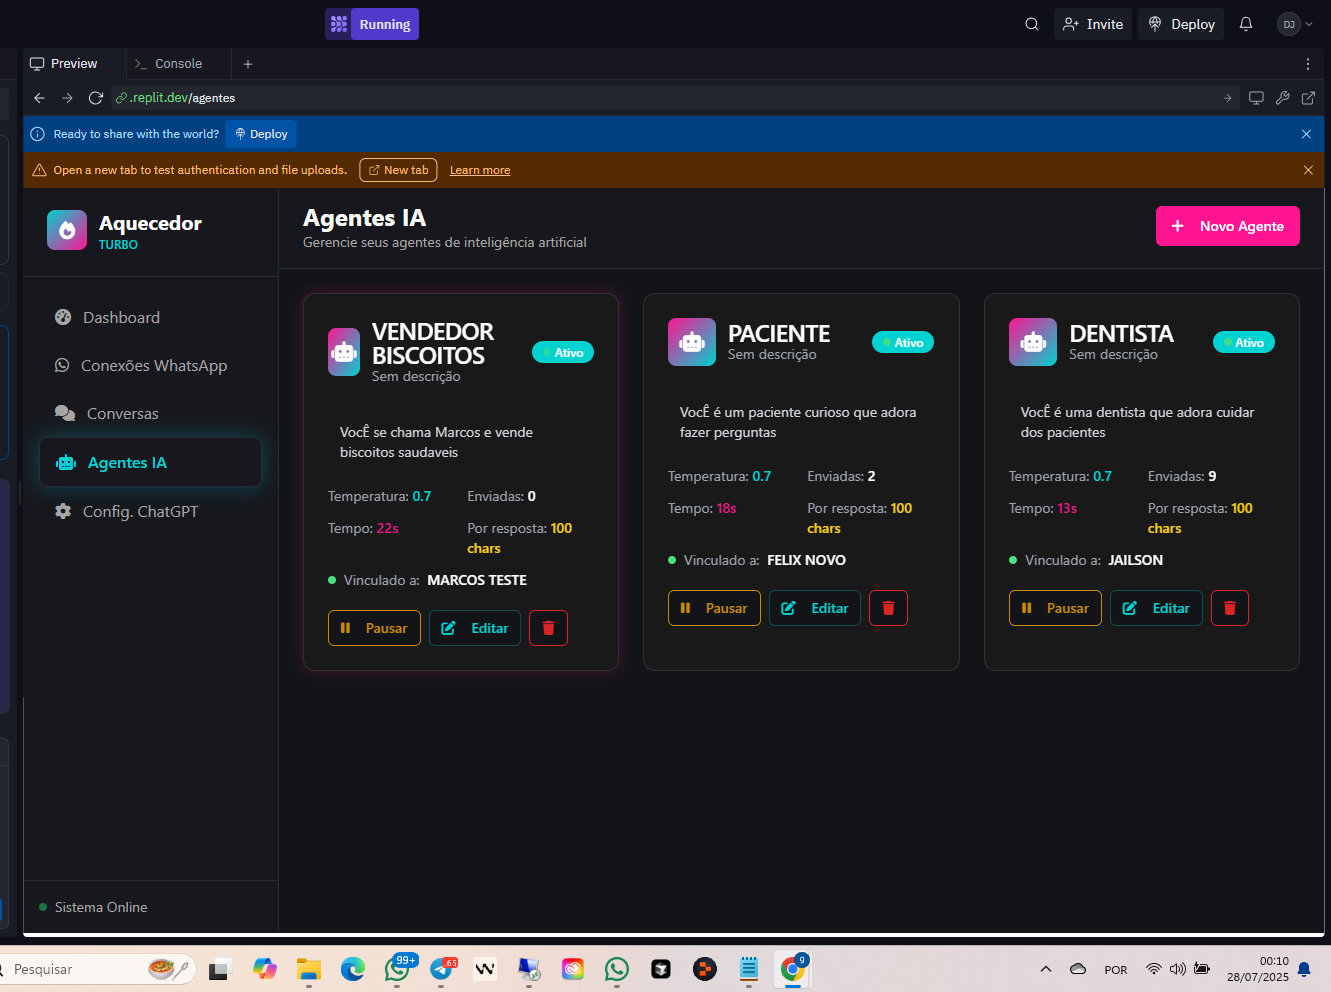 Running
Invite
Deploy
DJ
Preview
Console
.replit.dev/agentes
Ready to share with the world?
Deploy
Open a new tab to test authentication and file uploads.
New tab
Learn more
Aquecedor
TURBO
Dashboard
Conexões WhatsApp
Conversas
Agentes IA
Config. ChatGPT
Sistema Online
Agentes IA
Gerencie seus agentes de inteligência artificial
+ Novo Agente
VENDEDOR
BISCOITOS
Sem descrição
Ativo
VocÊ se chama Marcos e vende
biscoitos saudaveis
Temperatura: 0.7
Enviadas: 0
Tempo: 22s
Por resposta: 100
chars
Vinculado a: MARCOS TESTE
Pausar
Editar
PACIENTE
Sem descrição
Ativo
VocÊ é um paciente curioso que adora
fazer perguntas
Temperatura: 0.7
Enviadas: 2
Tempo: 18s
Por resposta: 100
chars
Vinculado a: FELIX NOVO
Pausar
Editar
DENTISTA
Sem descrição
Ativo
VocÊ é uma dentista que adora cuidar
dos pacientes
Temperatura: 0.7
Enviadas: 9
Tempo: 13s
Por resposta: 100
chars
Vinculado a: JAILSON
Pausar
Editar
Pesquisar
99+
65
g
POR
00:10
28/07/2025